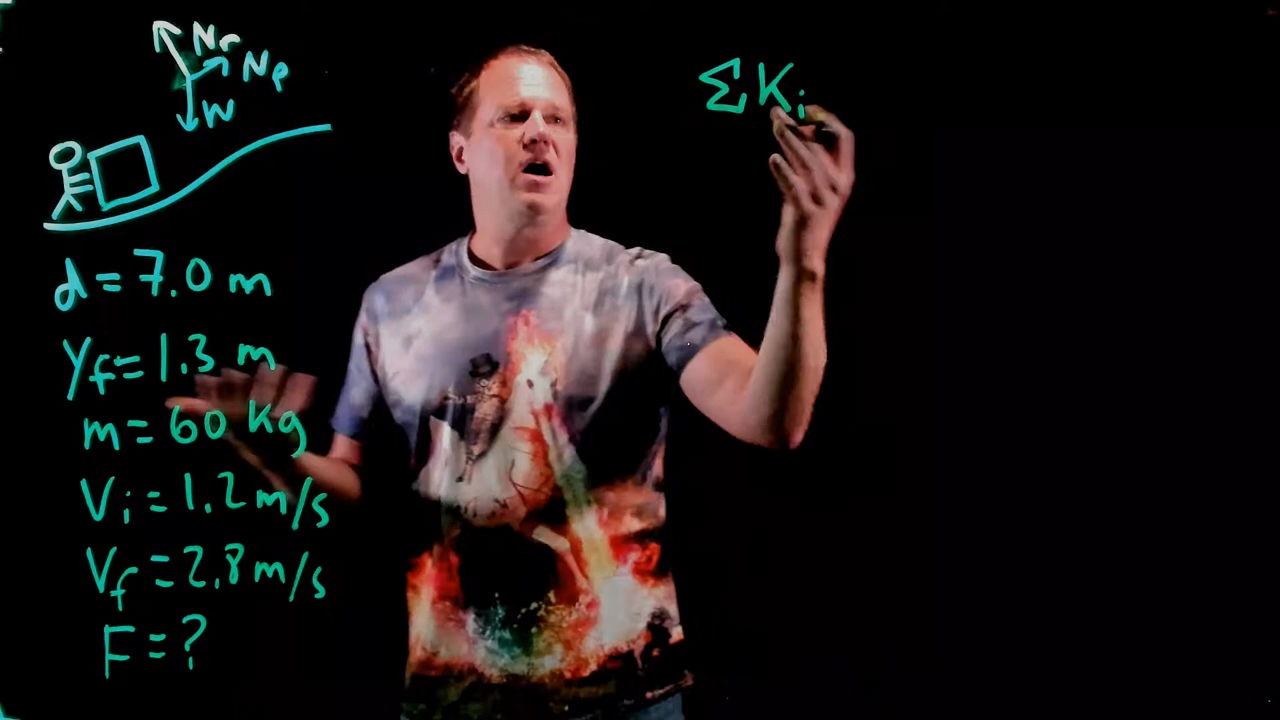 Nr
Np
W
d = 7.0 m
yf = 1.3 m
m = 60 kg
Vi = 1.2 m/s
Vf = 2.8 m/s
F = ?
ΣKi